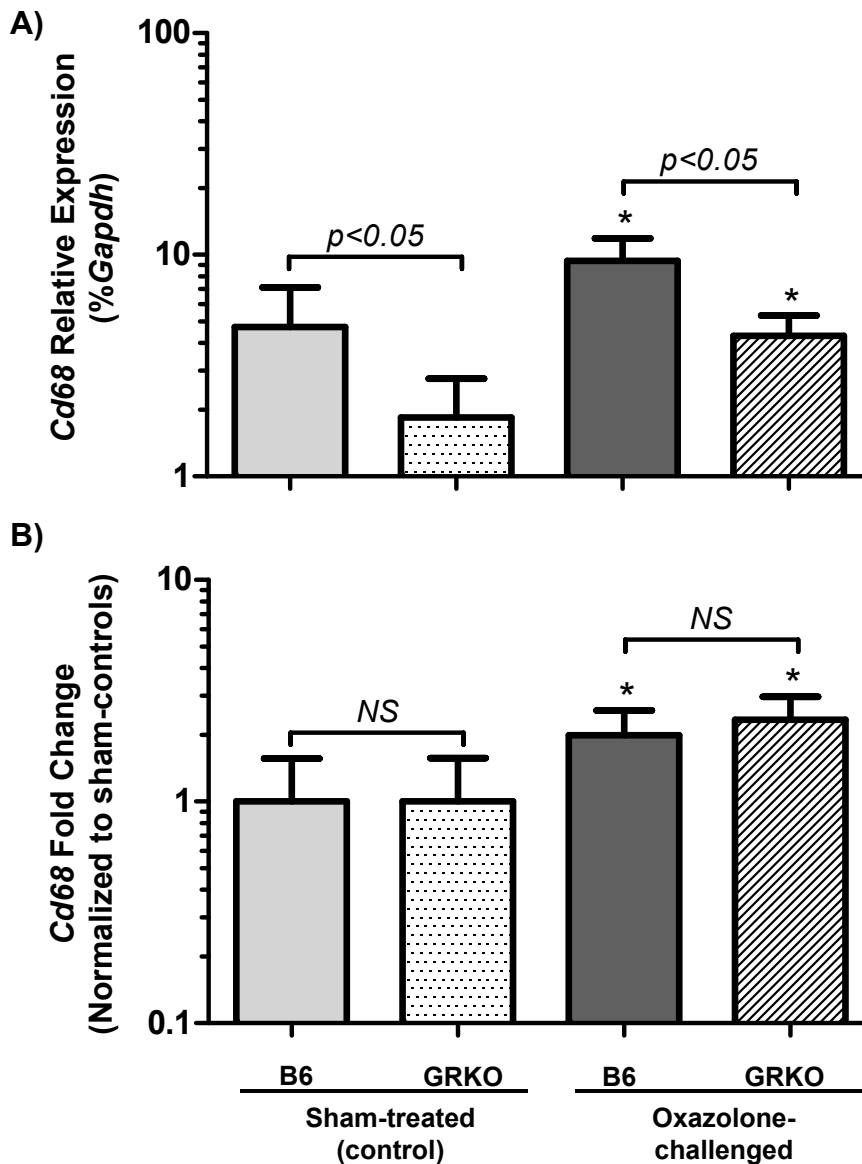 A)
100
10
1
Cd68 Relative Expression
(%Gapdh)
p<0.05
p<0.05
*
*
B)
10
1
0.1
Cd68 Fold Change
(Normalized to sham-controls)
NS
NS
*
*
B6
GRKO
B6
GRKO
Sham-treated
(control)
Oxazolone-
challenged